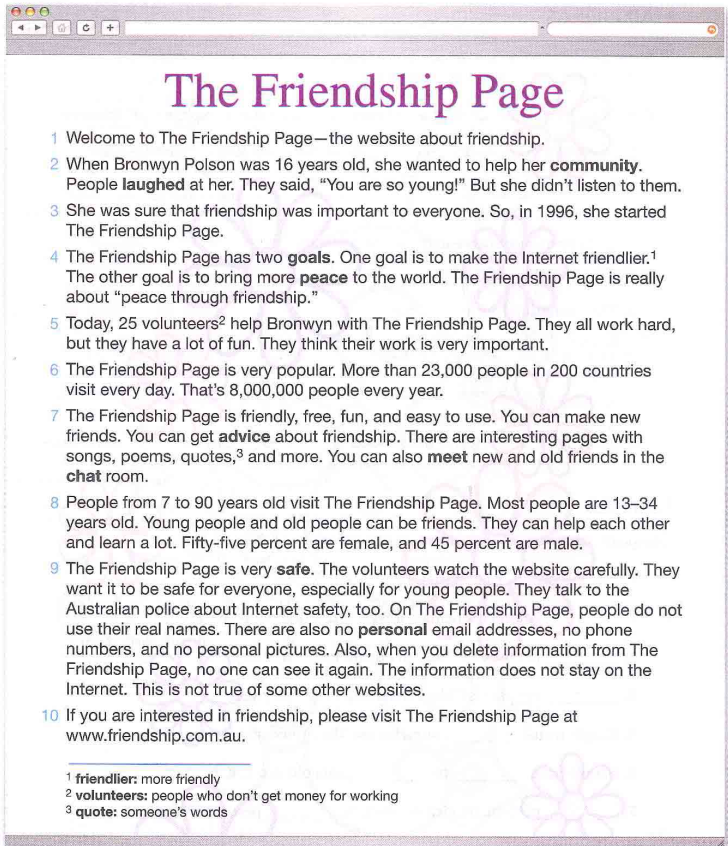 The Friendship Page
1 Welcome to The Friendship Page—the website about friendship.
2 When Bronwyn Polson was 16 years old, she wanted to help her community.
People laughed at her. They said, “You are so young!” But she didn’t listen to them.
3 She was sure that friendship was important to everyone. So, in 1996, she started
The Friendship Page.
4 The Friendship Page has two goals. One goal is to make the Internet friendlier.1
The other goal is to bring more peace to the world. The Friendship Page is really
about “peace through friendship.”
5 Today, 25 volunteers2 help Bronwyn with The Friendship Page. They all work hard,
but they have a lot of fun. They think their work is very important.
6 The Friendship Page is very popular. More than 23,000 people in 200 countries
visit every day. That’s 8,000,000 people every year.
7 The Friendship Page is friendly, free, fun, and easy to use. You can make new
friends. You can get advice about friendship. There are interesting pages with
songs, poems, quotes,3 and more. You can also meet new and old friends in the
chat room.
8 People from 7 to 90 years old visit The Friendship Page. Most people are 13–34
years old. Young people and old people can be friends. They can help each other
and learn a lot. Fifty-five percent are female, and 45 percent are male.
9 The Friendship Page is very safe. The volunteers watch the website carefully. They
want it to be safe for everyone, especially for young people. They talk to the
Australian police about Internet safety, too. On The Friendship Page, people do not
use their real names. There are also no personal email addresses, no phone
numbers, and no personal pictures. Also, when you delete information from The
Friendship Page, no one can see it again. The information does not stay on the
Internet. This is not true of some other websites.
10 If you are interested in friendship, please visit The Friendship Page at
www.friendship.com.au.
1 friendlier: more friendly
2 volunteers: people who don’t get money for working
3 quote: someone’s words